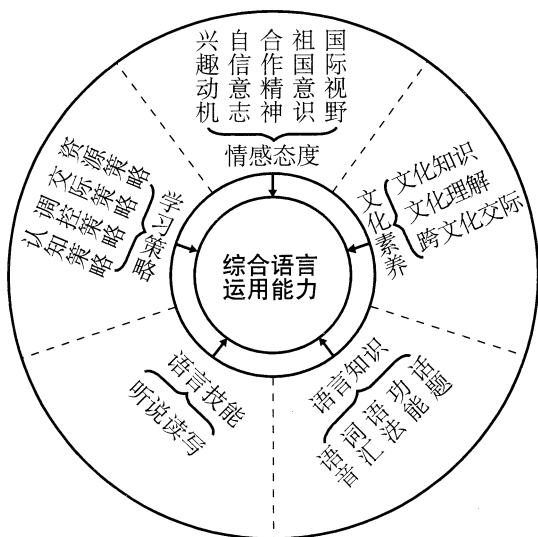 兴趣动机
自信意志
合作精神
祖国意识
国际视野
情感态度
文化素养
文化知识
文化理解
跨文化交际
语言知识
语音
词汇
语法
功能
话题
语言技能
听说读写
学习策略
认知策略
调控策略
交际策略
资源策略
综合语言
运用能力